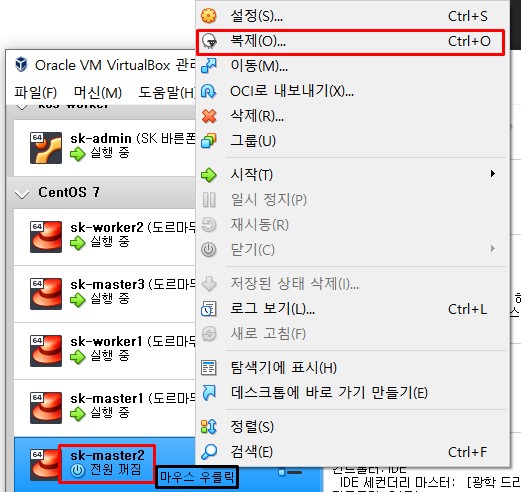 설정(S)... Ctrl+S
복제(O)... Ctrl+O
이동(M)...
OCI로 내보내기(X)...
삭제(R)...
그룹(U)
시작(T)
일시 정지(P)
재시동(R)
닫기(C)
저장된 상태 삭제(I)...
로그 보기(L)... Ctrl+L
새로 고침(F)
탐색기에 표시(H)
데스크톱에 바로 가기 만들기(E)
정렬(S)
검색(E) Ctrl+F
Oracle VM VirtualBox 관리
파일(F) 머신(M) 도움말(H
64 sk-admin (SK 바른폰
실행 중
CentOS 7
64 sk-worker2 (도르마무
실행 중
64 sk-master3 (도르마무
실행 중
64 sk-worker1 (도르마무
실행 중
64 sk-master1 (도르마무
실행 중
64 sk-master2
전원 꺼짐
마우스 우클릭
컨트롤러: IDE
IDE 세컨더리 마스터: [광학 드라